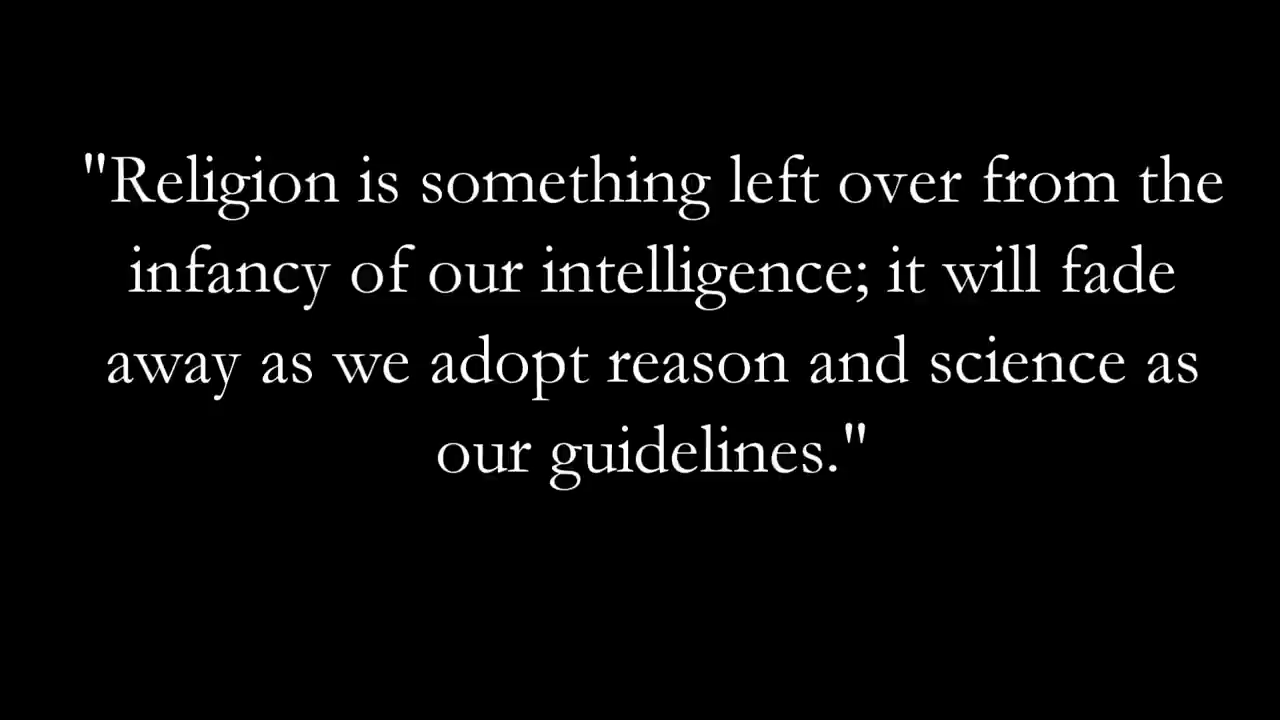 "Religion is something left over from the
infancy of our intelligence; it will fade
away as we adopt reason and science as
our guidelines."